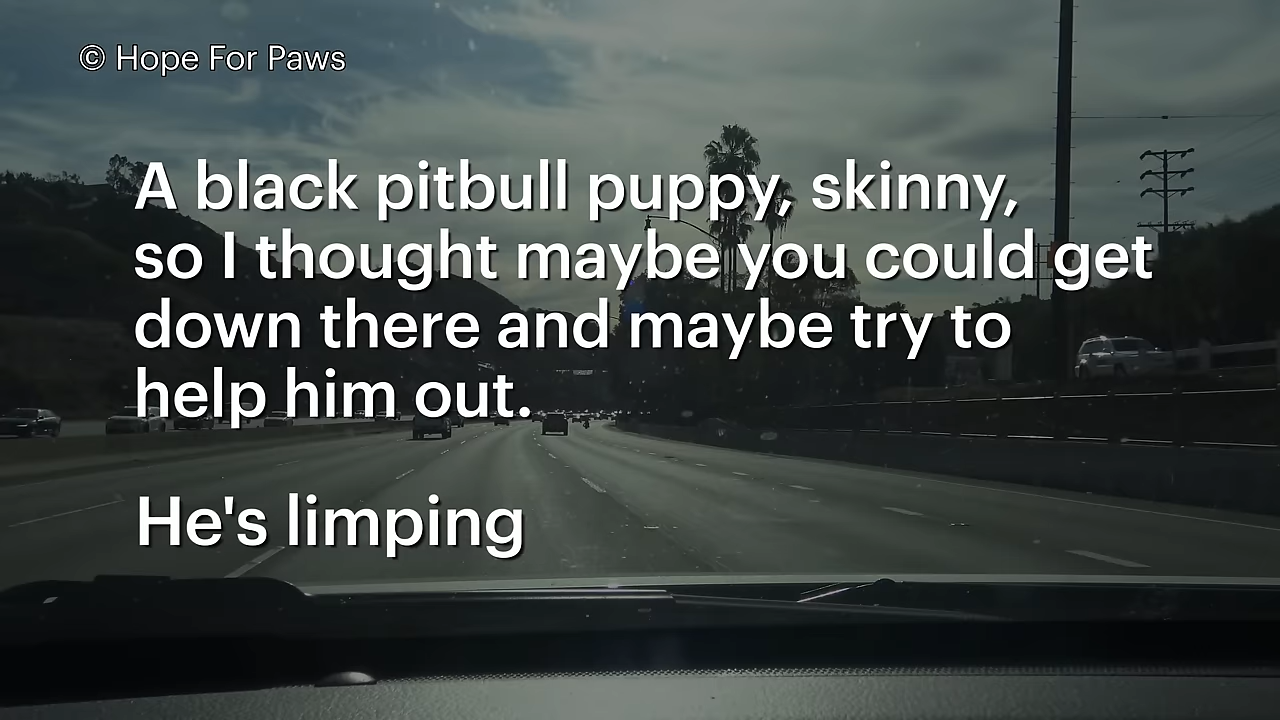 © Hope For Paws
A black pitbull puppy, skinny,
so I thought maybe you could get
down there and maybe try to
help him out.
He's limping